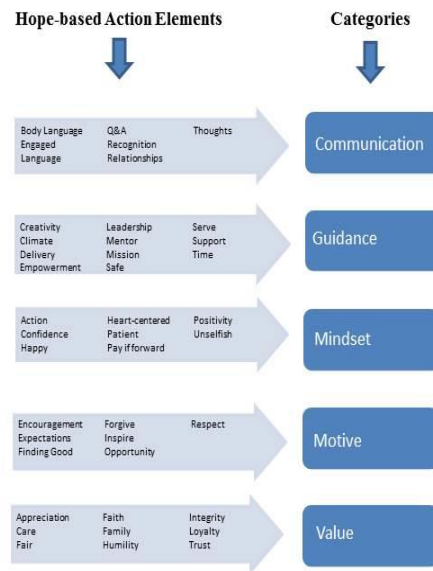 Hope-based Action Elements
Categories
Body Language Q&A Thoughts
Engaged Recognition
Language Relationships
Communication
Creativity Leadership Serve
Climate Mentor Support
Delivery Mission Time
Empowerment Safe
Guidance
Action Heart-centered Positivity
Confidence Patient Unselfish
Happy Pay if forward
Mindset
Encouragement Forgive Respect
Expectations Inspire
Finding Good Opportunity
Motive
Appreciation Faith Integrity
Care Family Loyalty
Fair Humility Trust
Value